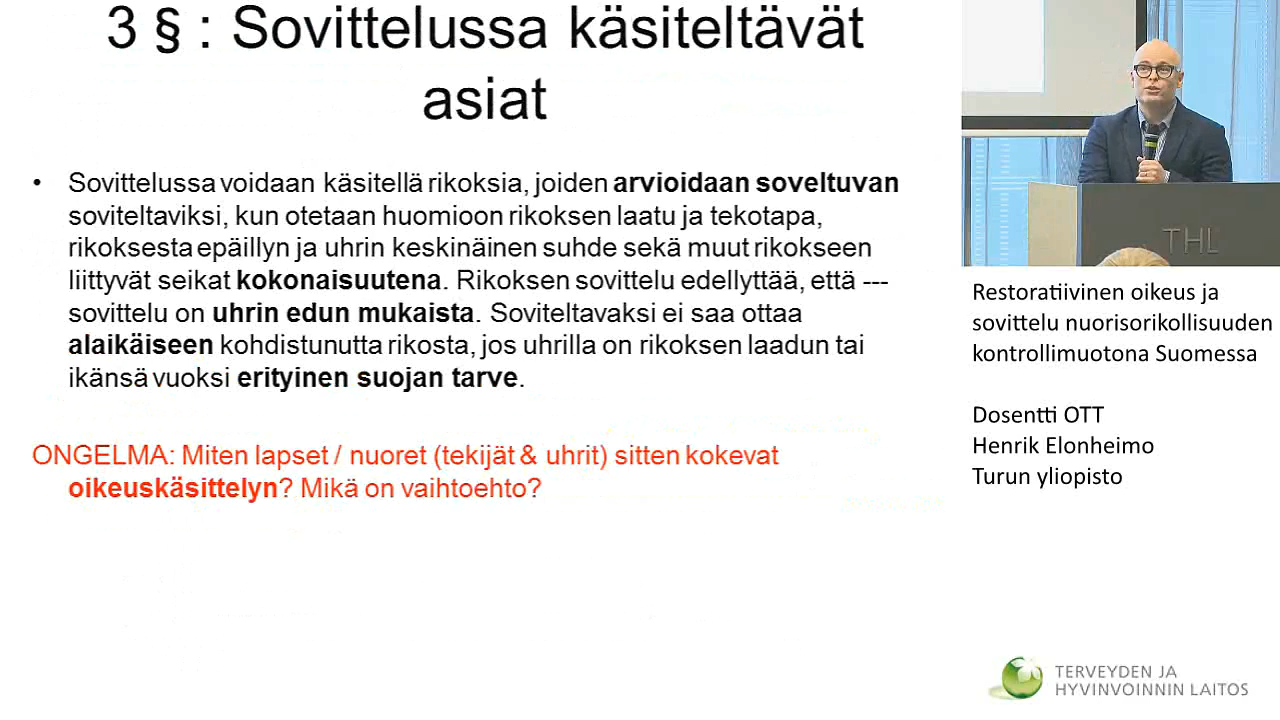 3 § : Sovittelussa käsiteltävät
asiat
• Sovittelussa voidaan käsitellä rikoksia, joiden arvioidaan soveltuvan
soviteltaviksi, kun otetaan huomioon rikoksen laatu ja tekotapa,
rikoksesta epäillyn ja uhrin keskinäinen suhde sekä muut rikokseen
liittyvät seikat kokonaisuutena. Rikoksen sovittelu edellyttää, että ---
sovittelu on uhrin edun mukaista. Soviteltavaksi ei saa ottaa
alaikäiseen kohdistunutta rikosta, jos uhrilla on rikoksen laadun tai
ikänsä vuoksi erityinen suojan tarve.
ONGELMA: Miten lapset / nuoret (tekijät & uhrit) sitten kokevat
oikeuskäsittelyn? Mikä on vaihtoehto?
THL
Restoratiivinen oikeus ja
sovittelu nuorisorikollisuuden
kontrollimuotona Suomessa
Dosentti OTT
Henrik Elonheimo
Turun yliopisto
TERVEYDEN JA
HYVINVOINNIN LAITOS